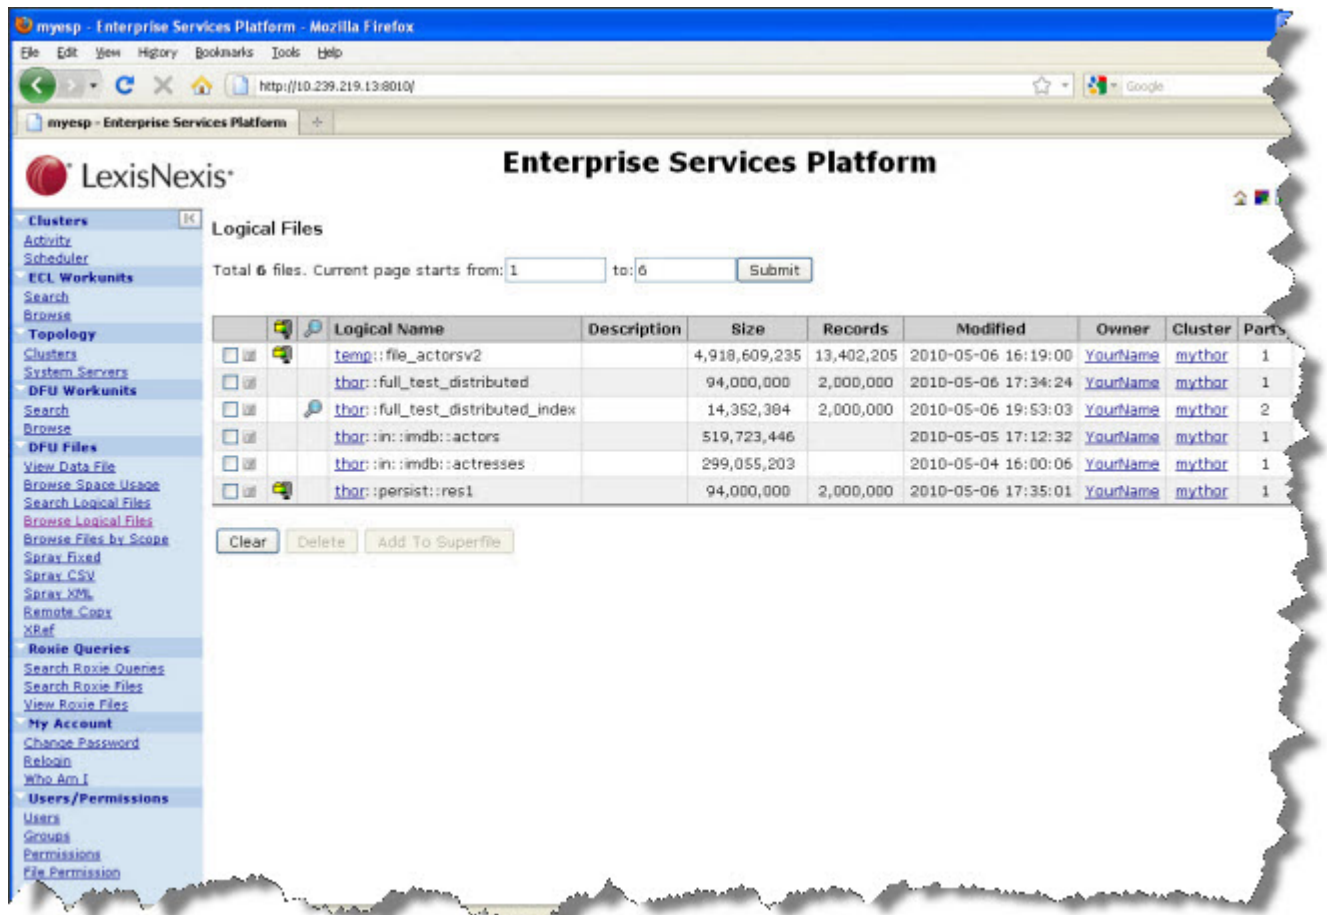 myesp - Enterprise Services Platform - Mozilla Firefox
File Edit View History Bookmarks Tools Help
http://10.239.219.13:8010/
Google
myesp - Enterprise Services Platform
LexisNexis
Enterprise Services Platform
Clusters
Activity
Scheduler
ECL Workunits
Search
Browse
Topology
Clusters
System Servers
DFU Workunits
Search
Browse
DFU Files
View Data File
Browse Space Usage
Search Logical Files
Browse Logical Files
Browse Files by Scope
Spray Fixed
Spray CSV
Spray XML
Remote Copy
XRef
Roxie Queries
Search Roxie Queries
Search Roxie Files
View Roxie Files
My Account
Change Password
Relogin
Who Am I
Users/Permissions
Users
Groups
Permissions
File Permission
Logical Files
Total 6 files. Current page starts from: 1 to: 6 Submit
Logical Name Description Size Records Modified Owner Cluster Parts
temp::file_actorsv2 4,918,609,235 13,402,205 2010-05-06 16:19:00 YourName mythor 1
thor::full_test_distributed 94,000,000 2,000,000 2010-05-06 17:34:24 YourName mythor 1
thor::full_test_distributed_index 14,352,384 2,000,000 2010-05-06 19:53:03 YourName mythor 2
thor::in::imdb::actors 519,723,446 2010-05-05 17:12:32 YourName mythor 1
thor::in::imdb::actresses 299,055,203 2010-05-04 16:00:06 YourName mythor 1
thor::persist::res1 94,000,000 2,000,000 2010-05-06 17:35:01 YourName mythor 1
Clear Delete Add To Superfile